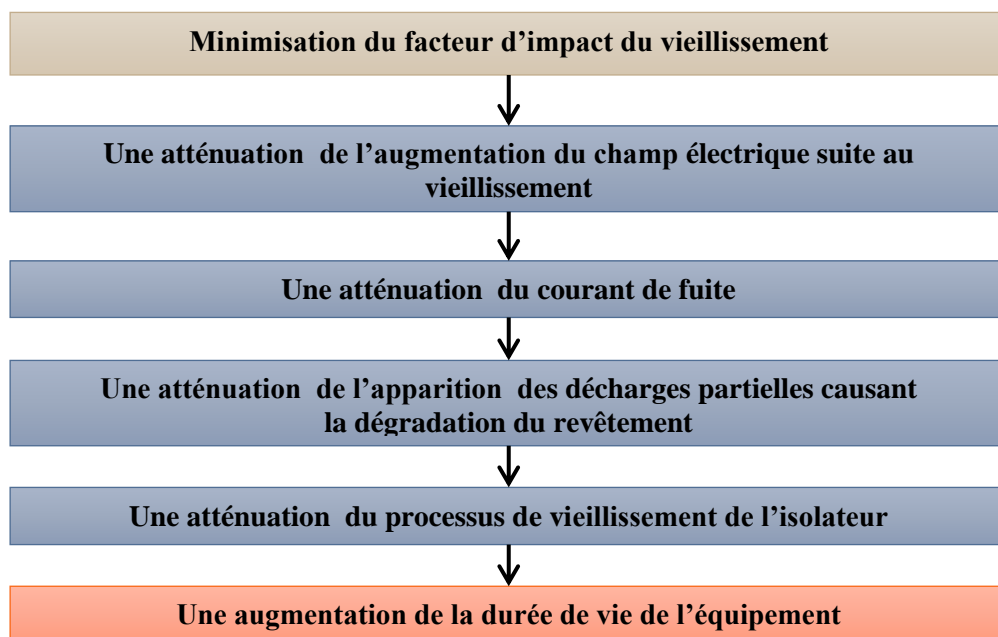 Minimisation du facteur d’impact du vieillissement
Une atténuation de l’augmentation du champ électrique suite au
vieillissement
Une atténuation du courant de fuite
Une atténuation de l’apparition des décharges partielles causant
la dégradation du revêtement
Une atténuation du processus de vieillissement de l’isolateur
Une augmentation de la durée de vie de l’équipement